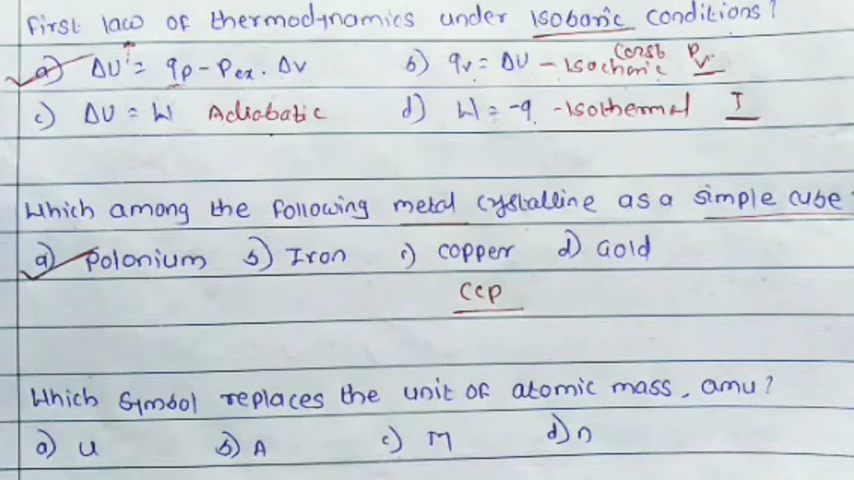 First law of thermodynamics under isobaric conditions?
a) ΔU = qp - Pex. ΔV b) qv = ΔU - Isochoric Const V
c) ΔU = W Adiabatic d) W = -q - Isothermal T
Which among the following metal crystalline as a simple cube?
a) Polonium b) Iron c) copper d) Gold
CCP
Which symbol replaces the unit of atomic mass, amu?
a) u b) A c) M d) n